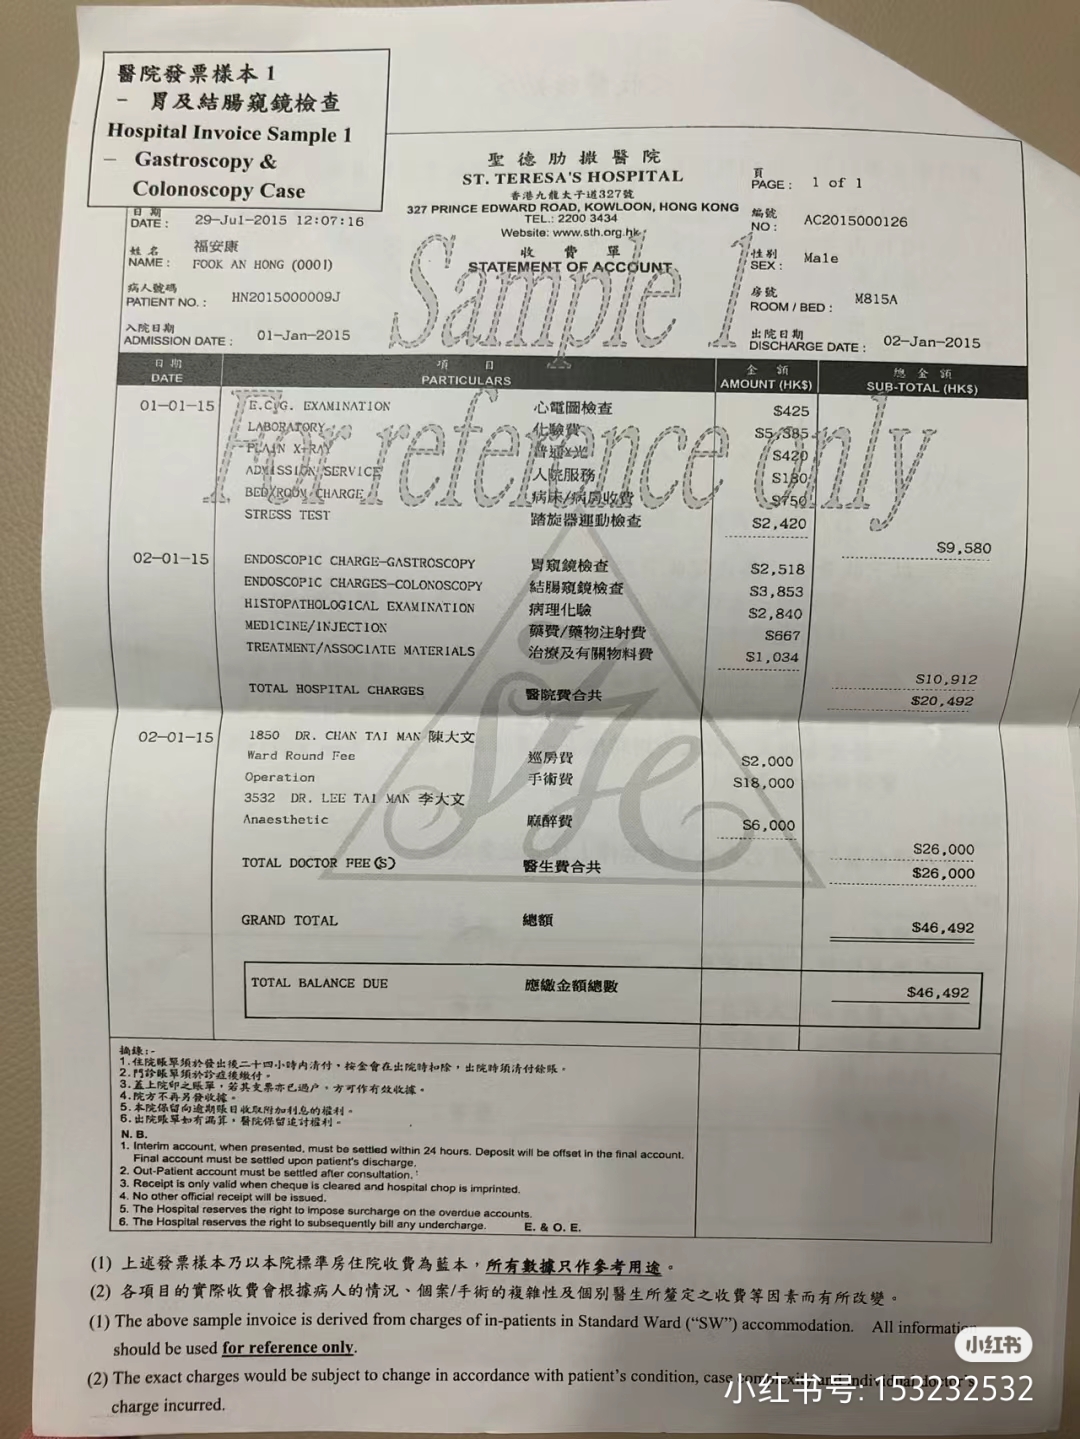 醫院發票樣本 1
- 胃及結腸窺鏡檢查
Hospital Invoice Sample 1
- Gastroscopy &
Colonoscopy Case
聖德肋撒醫院
ST. TERESA'S HOSPITAL
香港九龍太子道327號
327 PRINCE EDWARD ROAD, KOWLOON, HONG KONG
TEL.: 2200 3434
Website: www.sth.org.hk
收費單
STATEMENT OF ACCOUNT
頁
PAGE : 1 of 1
日期
DATE : 29-Jul-2015 12:07:16
編號
NO : AC2015000126
姓名 福安康
NAME : FOOK AN HONG (0001)
性別
SEX : Male
病人號碼
PATIENT NO. : HN2015000009J
房號
ROOM / BED : M815A
入院日期
ADMISSION DATE : 01-Jan-2015
出院日期
DISCHARGE DATE : 02-Jan-2015
Sample 1
For reference only
日期 項目 金額 總金額
DATE PARTICULARS AMOUNT (HK$) SUB-TOTAL (HK$)
01-01-15 E.C.G. EXAMINATION 心電圖檢查 $425
LABORATORY 化驗費 $5,385
PLAIN X-RAY 普通X光 $420
ADMISSION SERVICE 入院服務 $180
BED/ROOM CHARGE 病床/病房收費 $750
STRESS TEST 踏旋器運動檢查 $2,420
$9,580
02-01-15 ENDOSCOPIC CHARGE-GASTROSCOPY 胃窺鏡檢查 $2,518
ENDOSCOPIC CHARGES-COLONOSCOPY 結腸窺鏡檢查 $3,853
HISTOPATHOLOGICAL EXAMINATION 病理化驗 $2,840
MEDICINE/INJECTION 藥費/藥物注射費 $667
TREATMENT/ASSOCIATE MATERIALS 治療及有關物料費 $1,034
$10,912
TOTAL HOSPITAL CHARGES 醫院費合共 $20,492
02-01-15 1850 DR. CHAN TAI MAN 陳大文
Ward Round Fee 巡房費 $2,000
Operation 手術費 $18,000
3532 DR. LEE TAI MAN 李大文
Anaesthetic 麻醉費 $6,000
$26,000
TOTAL DOCTOR FEE(S) 醫生費合共 $26,000
GRAND TOTAL 總額 $46,492
TOTAL BALANCE DUE 應繳金額總數 $46,492
摘錄:-
1.住院賬單須於發出後二十四小時內清付,按金會在出院時扣除,出院時須清付餘賬。
2.門診賬單須於診症後繳付。
3.蓋上院印之賬單,若其支票亦已過户,方可作有效收據。
4.院方不再另發收據。
5.本院保留向逾期賬目收取附加利息的權利。
6.出院賬單如有漏算,醫院保留追討權利。
N. B.
1. Interim account, when presented, must be settled within 24 hours. Deposit will be offset in the final account.
Final account must be settled upon patient's discharge.
2. Out-Patient account must be settled after consultation.
3. Receipt is only valid when cheque is cleared and hospital chop is imprinted.
4. No other official receipt will be issued.
5. The Hospital reserves the right to impose surcharge on the overdue accounts.
6. The Hospital reserves the right to subsequently bill any undercharge. E. & O. E.
(1) 上述發票樣本乃以本院標準房住院收費為藍本,所有數據只作參考用途。
(2) 各項目的實際收費會根據病人的情況、個案/手術的複雜性及個別醫生所釐定之收費等因素而有所改變。
(1) The above sample invoice is derived from charges of in-patients in Standard Ward (“SW”) accommodation. All information
should be used for reference only.
(2) The exact charges would be subject to change in accordance with patient's condition, case complexity and individual doctor's
charge incurred.
小红书
小红书号: 153232532